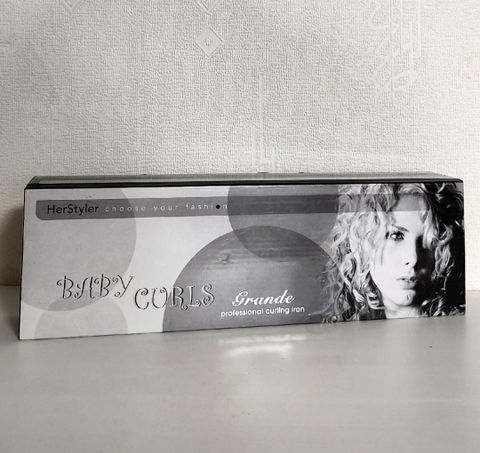 HerStyler choose your fashion
BABY CURLS
Grande
professional curling iron